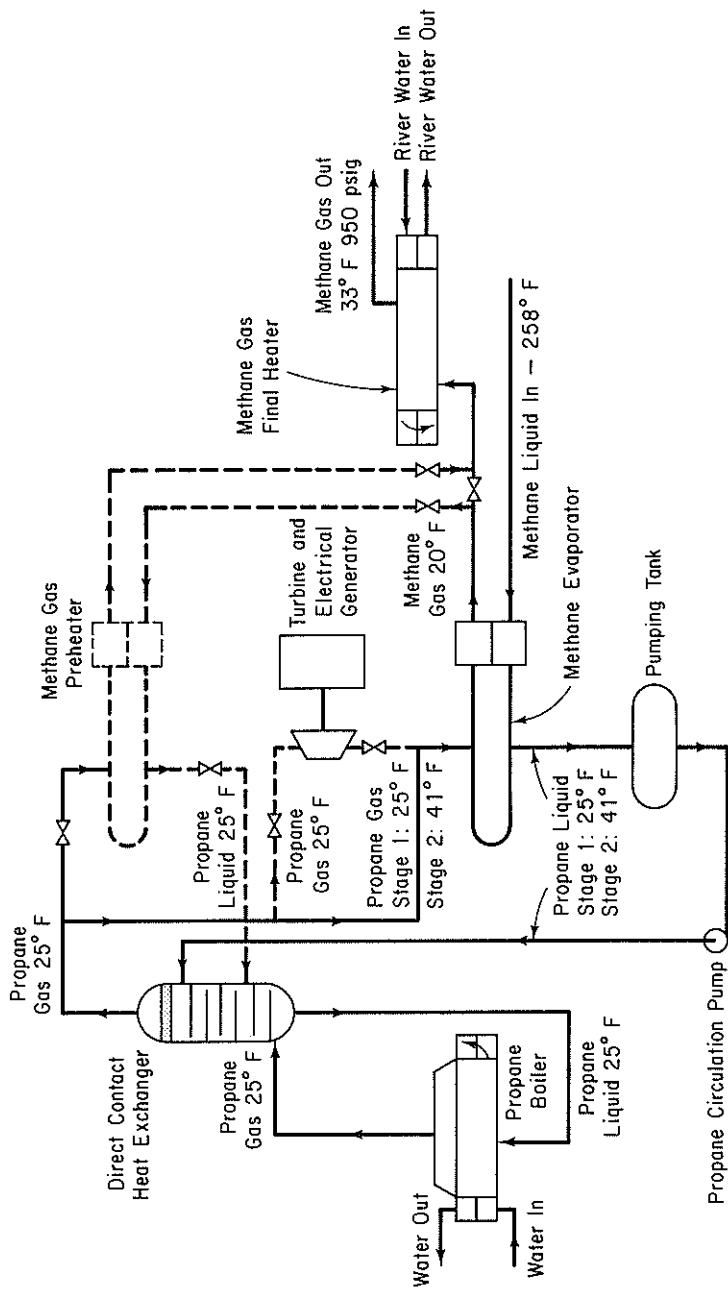 Methane Gas
Preheater
Propane
Gas 25° F
Direct Contact
Heat Exchanger
Propane
Gas 25° F
Propane
Liquid 25° F
Propane
Gas 25° F
Turbine and
Electrical
Generator
Methane Gas
Final Heater
Methane Gas Out
33° F 950 psig
River Water In
River Water Out
Methane
Gas 20° F
Propane Gas
Stage 1: 25° F
Stage 2: 41° F
Methane Liquid In – 258° F
Methane Evaporator
Propane Liquid
Stage 1: 25° F
Stage 2: 41° F
Pumping Tank
Water Out
Water In
Propane
Boiler
Propane
Liquid 25° F
Propane Circulation Pump